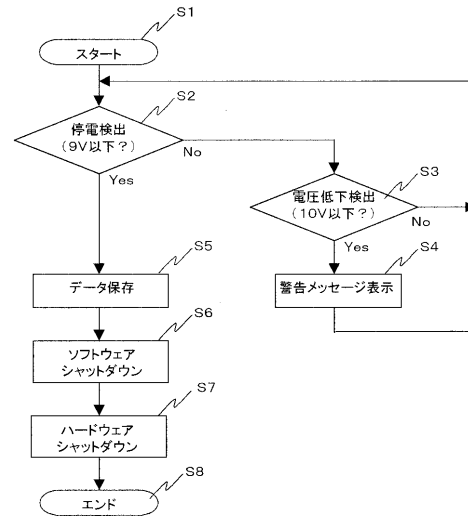 S1
スタート
S2
停電検出
(9V以下？)
No
Yes
S3
電圧低下検出
(10V以下？)
No
Yes
S4
警告メッセージ表示
S5
データ保存
S6
ソフトウェア
シャットダウン
S7
ハードウェア
シャットダウン
S8
エンド